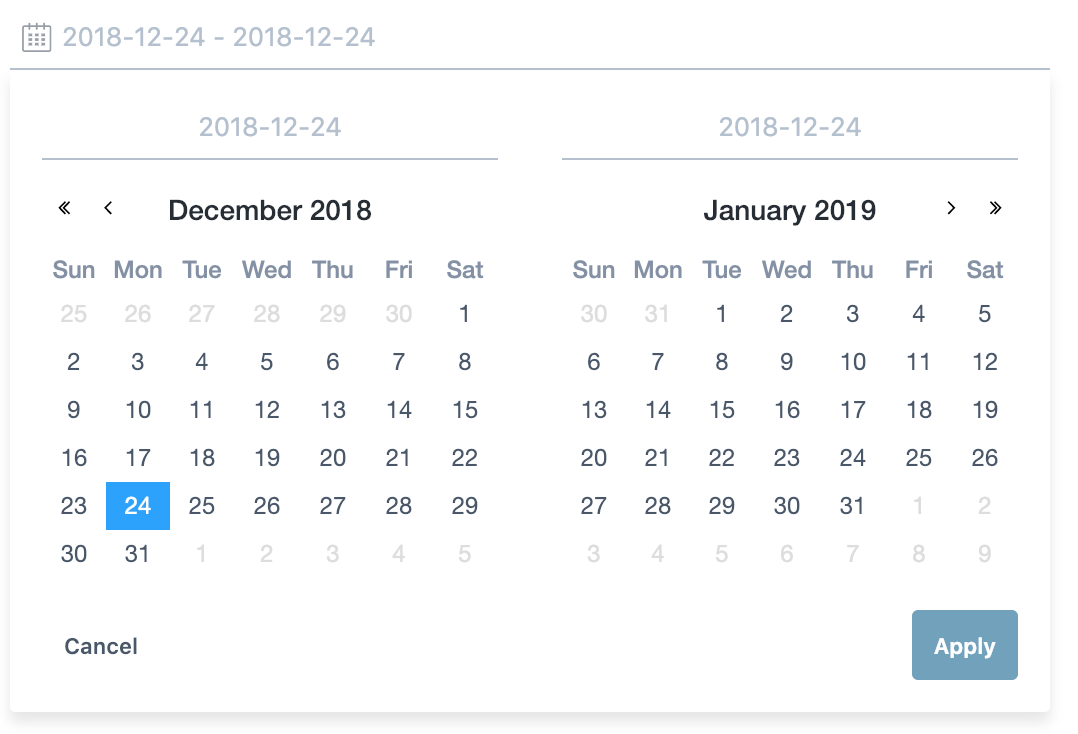 2018-12-24 - 2018-12-24
2018-12-24 2018-12-24
« ‹ December 2018 January 2019 › »
Sun Mon Tue Wed Thu Fri Sat Sun Mon Tue Wed Thu Fri Sat
25 26 27 28 29 30 1 30 31 1 2 3 4 5
2 3 4 5 6 7 8 6 7 8 9 10 11 12
9 10 11 12 13 14 15 13 14 15 16 17 18 19
16 17 18 19 20 21 22 20 21 22 23 24 25 26
23 24 25 26 27 28 29 27 28 29 30 31 1 2
30 31 1 2 3 4 5 3 4 5 6 7 8 9
Cancel Apply